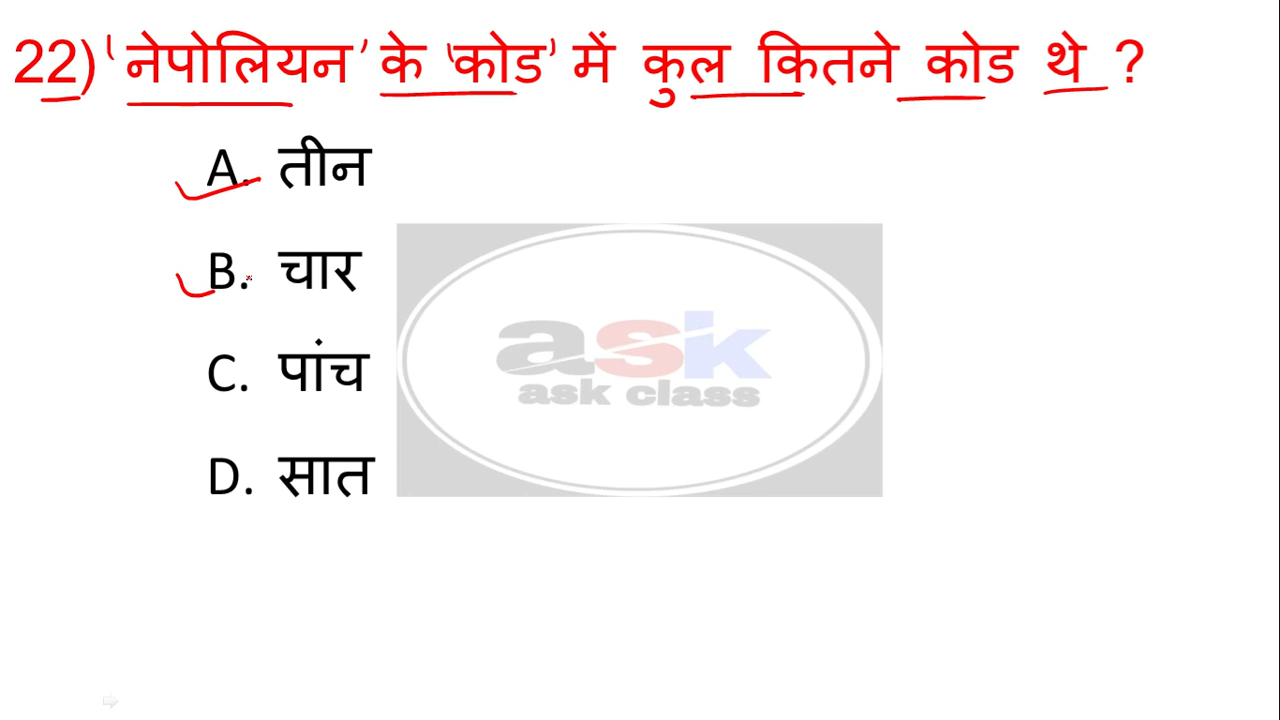 22) 'नेपोलियन' के 'कोड' में कुल कितने कोड थे ?
A. तीन
B. चार
C. पांच
D. सात
ask
ask class